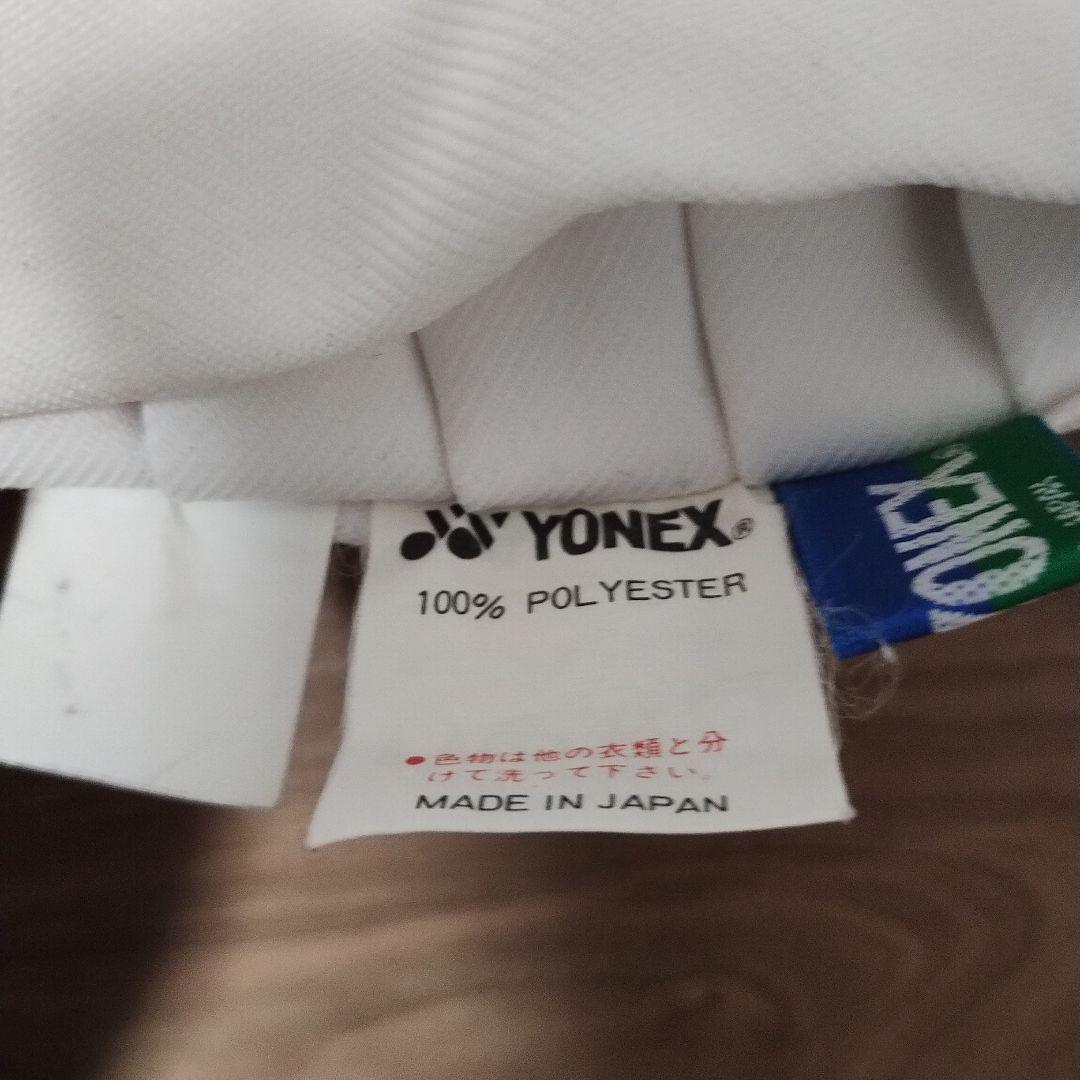 YONEX®
100% POLYESTER
●色物は他の衣類と分
けて洗って下さい。
MADE IN JAPAN
YONEX